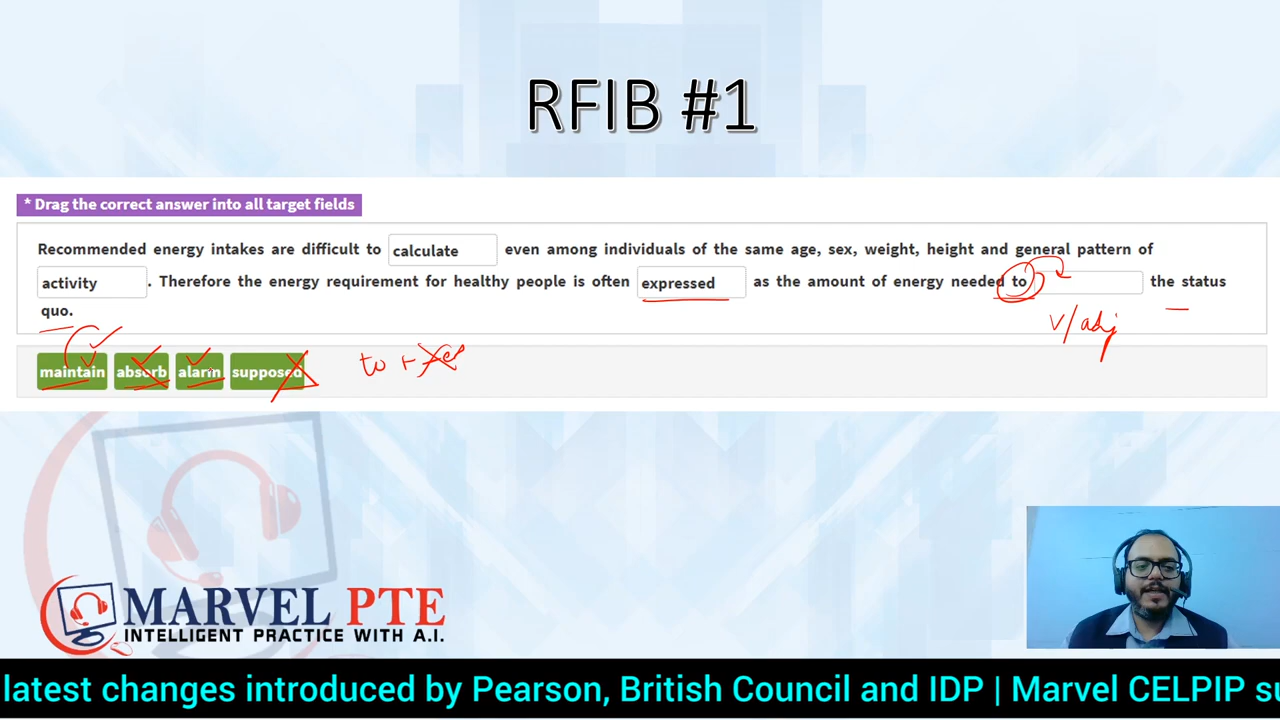 RFIB #1
* Drag the correct answer into all target fields
Recommended energy intakes are difficult to calculate even among individuals of the same age, sex, weight, height and general pattern of
activity . Therefore the energy requirement for healthy people is often expressed as the amount of energy needed to the status
quo.
v/adj
maintain absorb alarm supposed to +
MARVEL PTE
INTELLIGENT PRACTICE WITH A.I.
latest changes introduced by Pearson, British Council and IDP | Marvel CELPIP su